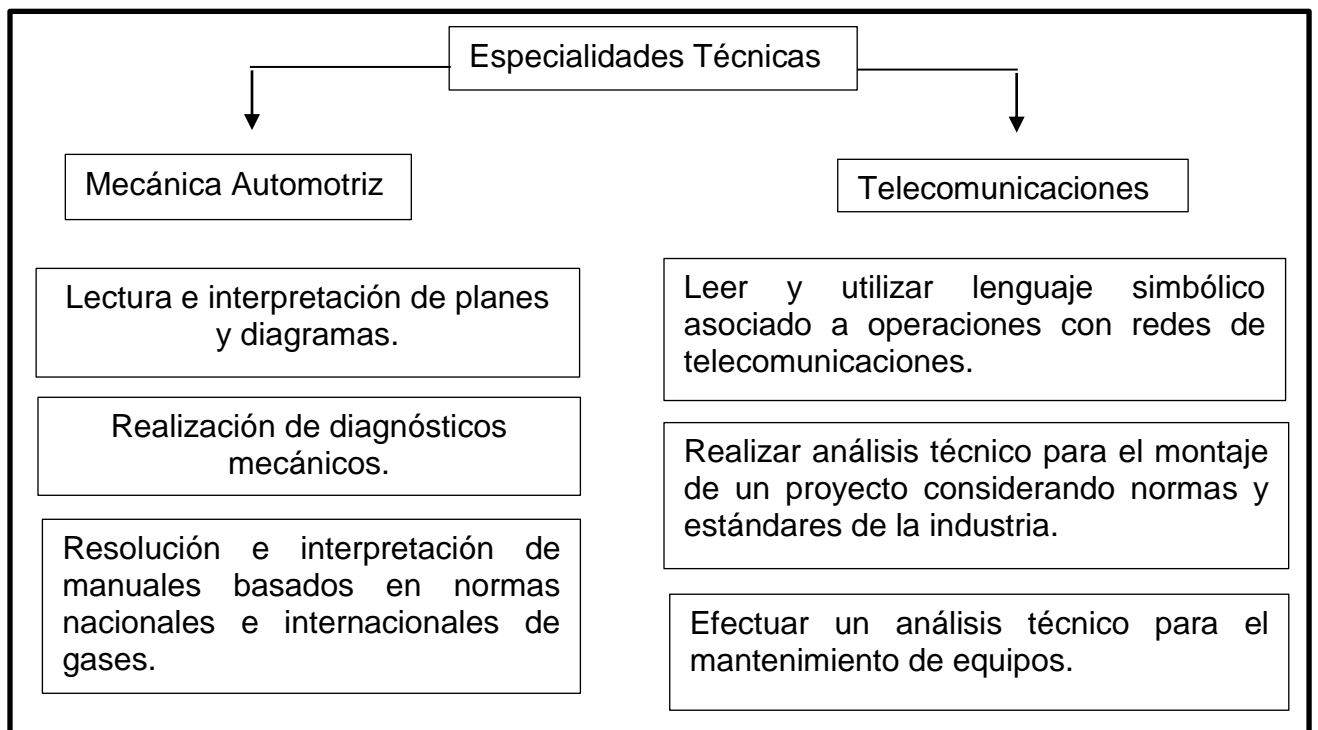 Especialidades Técnicas
Mecánica Automotriz
Telecomunicaciones
Lectura e interpretación de planes
y diagramas.
Realización de diagnósticos
mecánicos.
Resolución e interpretación de
manuales basados en normas
nacionales e internacionales de
gases.
Leer y utilizar lenguaje simbólico
asociado a operaciones con redes de
telecomunicaciones.
Realizar análisis técnico para el montaje
de un proyecto considerando normas y
estándares de la industria.
Efectuar un análisis técnico para el
mantenimiento de equipos.